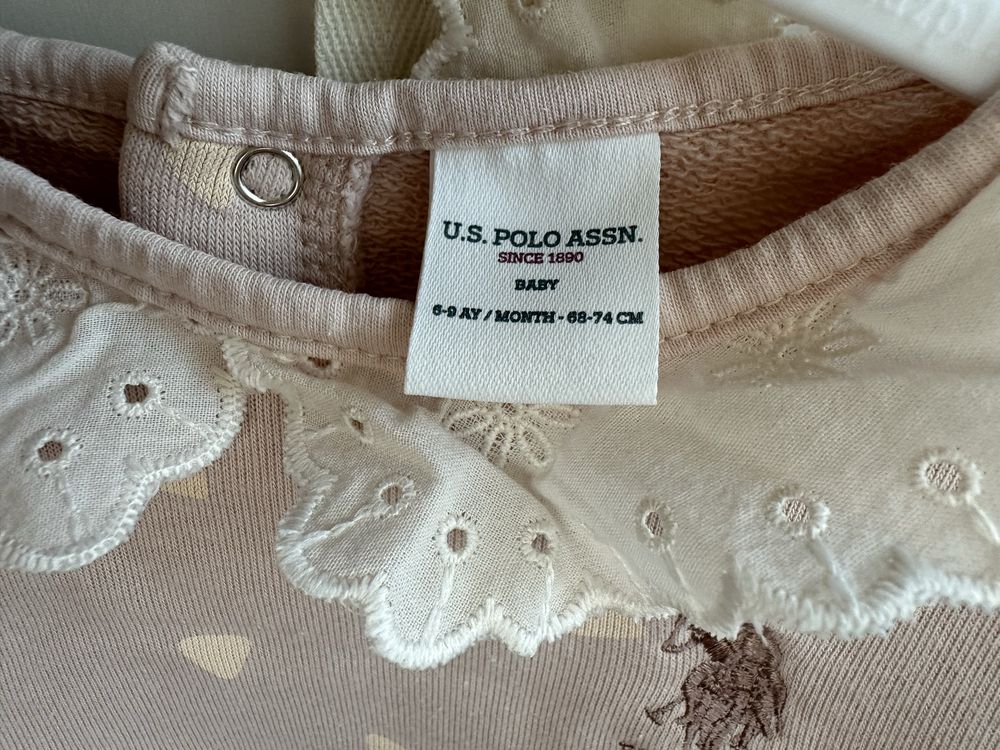 U.S. POLO ASSN.
SINCE 1890
BABY
6-9 AY / MONTH - 68-74 CM